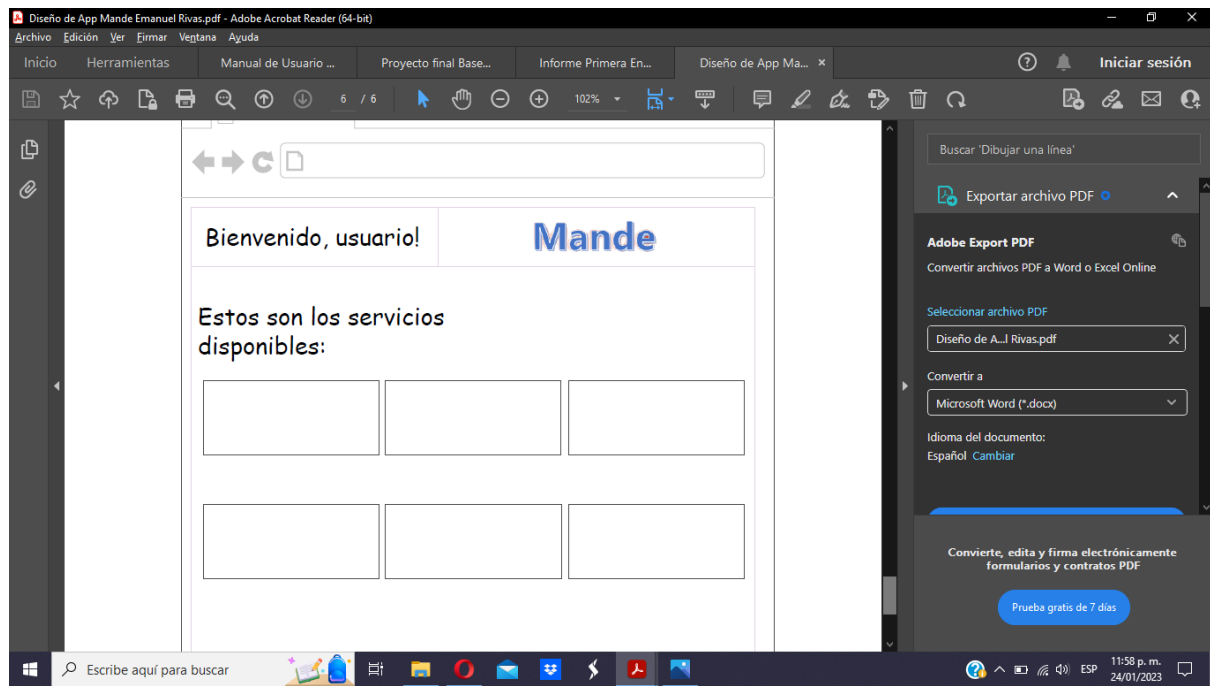 Diseño de App Mande Emanuel Rivas.pdf - Adobe Acrobat Reader (64-bit)
Archivo Edición Ver Firmar Ventana Ayuda
Inicio Herramientas Manual de Usuario ... Proyecto final Base... Informe Primera En... Diseño de App Ma... × Iniciar sesión
6 / 6 102%
Bienvenido, usuario! Mande
Estos son los servicios
disponibles:
Buscar 'Dibujar una línea'
Exportar archivo PDF
Adobe Export PDF
Convertir archivos PDF a Word o Excel Online
Seleccionar archivo PDF
Diseño de A...l Rivas.pdf
Convertir a
Microsoft Word (*.docx)
Idioma del documento:
Español Cambiar
Convierte, edita y firma electrónicamente
formularios y contratos PDF
Prueba gratis de 7 días
Escribe aquí para buscar
ESP
11:58 p. m.
24/01/2023